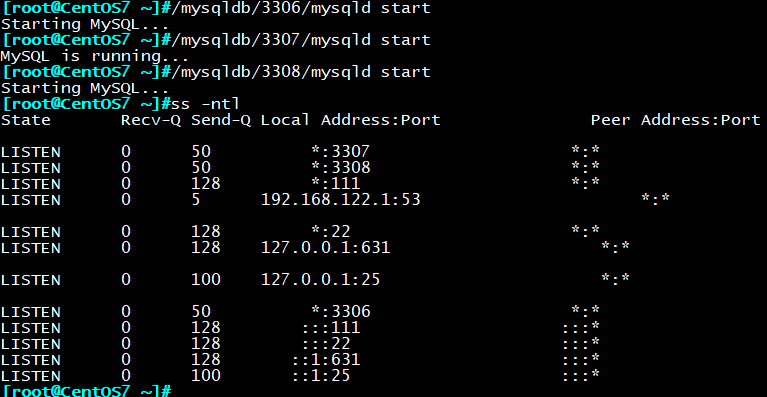 [root@CentOS7 ~]#/mysqldb/3306/mysqld start
Starting MySQL...
[root@CentOS7 ~]#/mysqldb/3307/mysqld start
MySQL is running...
[root@CentOS7 ~]#/mysqldb/3308/mysqld start
Starting MySQL...
[root@CentOS7 ~]#ss -ntl
State Recv-Q Send-Q Local Address:Port Peer Address:Port
LISTEN 0 50 *:3307 *:*
LISTEN 0 50 *:3308 *:*
LISTEN 0 128 *:111 *:*
LISTEN 0 5 192.168.122.1:53 *:*
LISTEN 0 128 *:22 *:*
LISTEN 0 128 127.0.0.1:631 *:*
LISTEN 0 100 127.0.0.1:25 *:*
LISTEN 0 50 *:3306 *:*
LISTEN 0 128 :::111 :::*
LISTEN 0 128 :::22 :::*
LISTEN 0 128 ::1:631 :::*
LISTEN 0 100 ::1:25 :::*
[root@CentOS7 ~]#